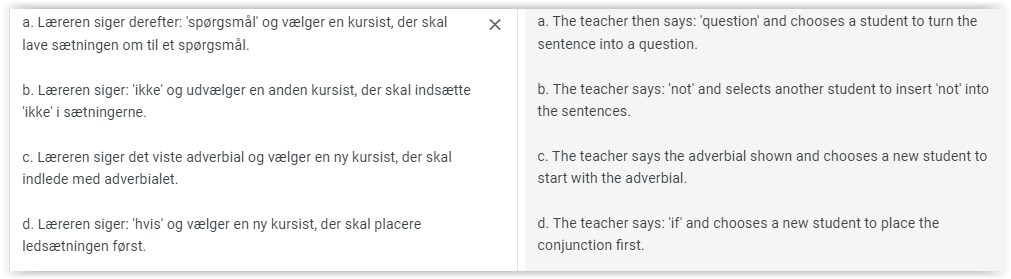 a. Læreren siger derefter: 'spørgsmål' og vælger en kursist, der skal
lave sætningen om til et spørgsmål.
b. Læreren siger: 'ikke' og udvælger en anden kursist, der skal indsætte
'ikke' i sætningerne.
c. Læreren siger det viste adverbial og vælger en ny kursist, der skal
indlede med adverbialet.
d. Læreren siger: 'hvis' og vælger en ny kursist, der skal placere
ledsætningen først.
a. The teacher then says: 'question' and chooses a student to turn the
sentence into a question.
b. The teacher says: 'not' and selects another student to insert 'not' into
the sentences.
c. The teacher says the adverbial shown and chooses a new student to
start with the adverbial.
d. The teacher says: 'if' and chooses a new student to place the
conjunction first.